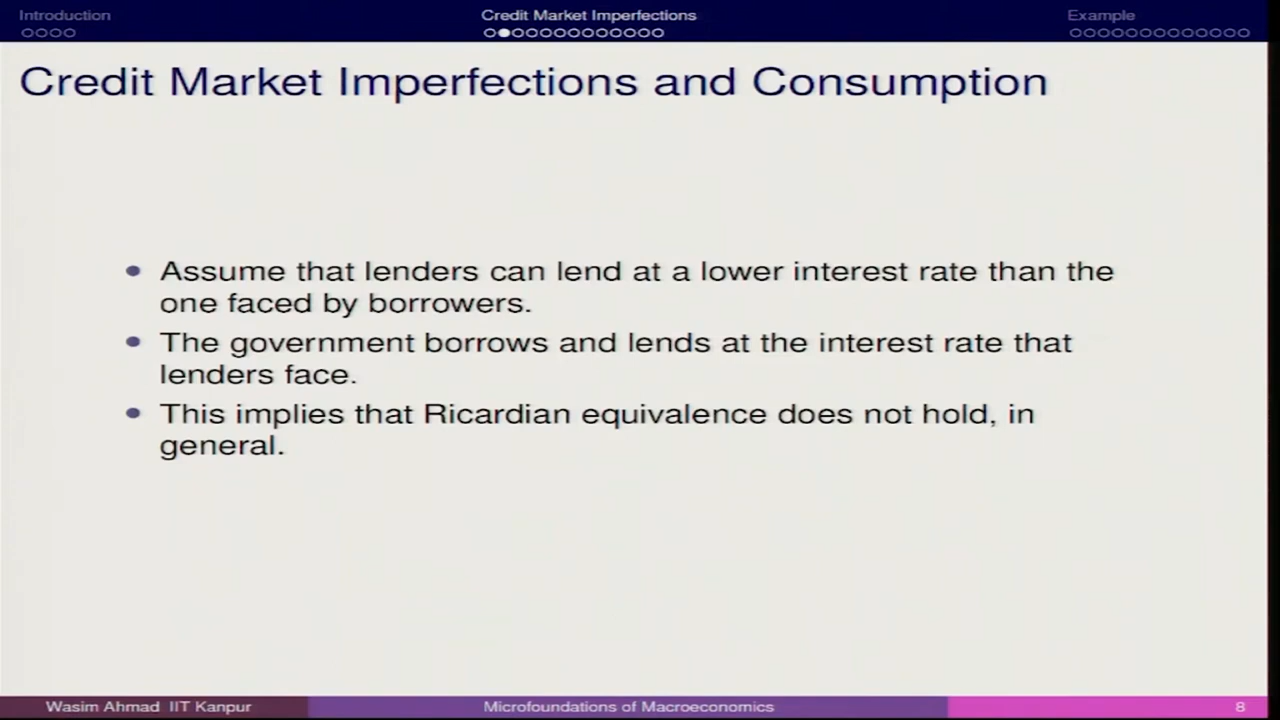 Introduction
Credit Market Imperfections
Example
Credit Market Imperfections and Consumption
Assume that lenders can lend at a lower interest rate than the
one faced by borrowers.
The government borrows and lends at the interest rate that
lenders face.
This implies that Ricardian equivalence does not hold, in
general.
Wasim Ahmad IIT Kanpur
Microfoundations of Macroeconomics
8